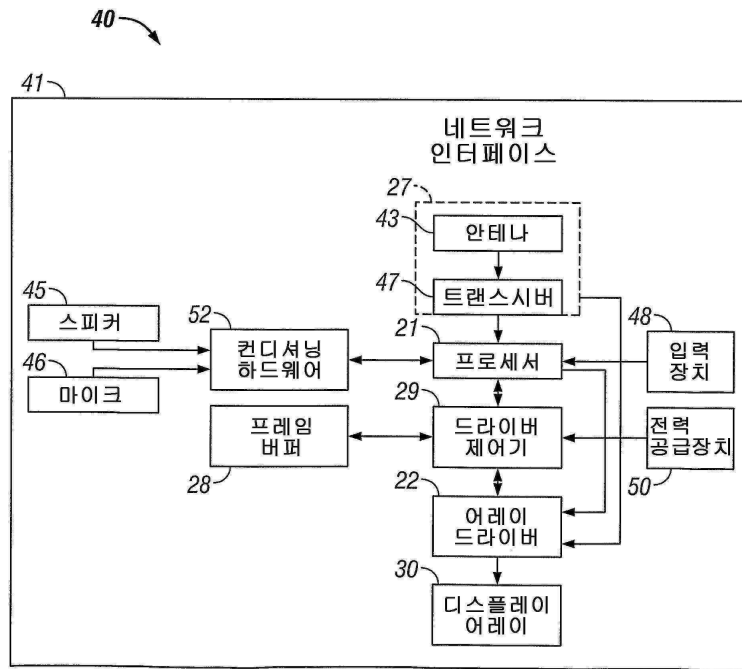 40
41
네트워크
인터페이스
27
43
안테나
47
트랜스시버
45
스피커
52
컨디셔닝
하드웨어
21
프로세서
48
입력
장치
46
마이크
29
드라이버
제어기
프레임
버퍼
28
전력
공급장치
50
22
어레이
드라이버
30
디스플레이
어레이